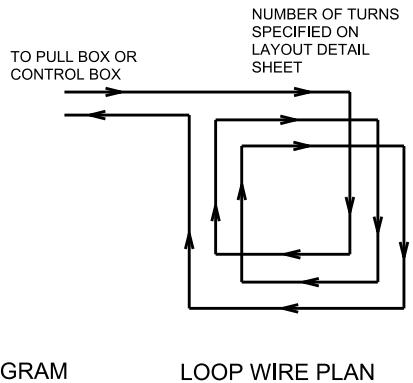 NUMBER OF TURNS
SPECIFIED ON
LAYOUT DETAIL
SHEET
TO PULL BOX OR
CONTROL BOX
GRAM
LOOP WIRE PLAN